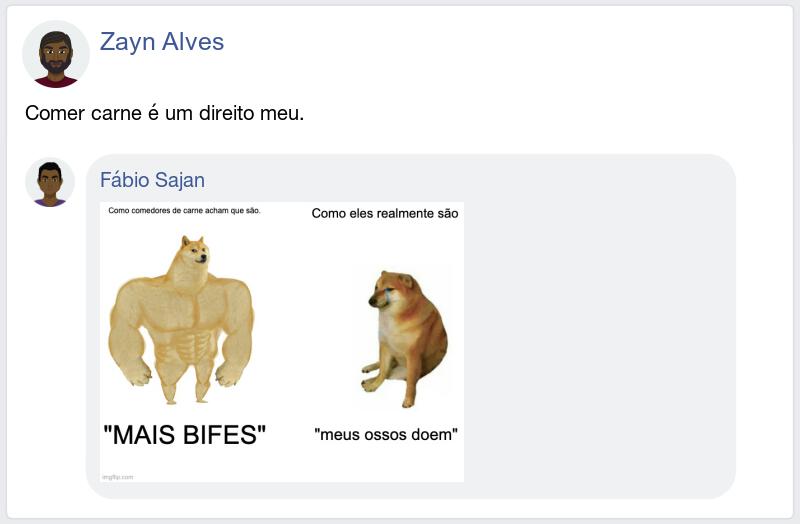 Zayn Alves
Comer carne é um direito meu.
Fábio Sajan
Como comedores de carne acham que são.
Como eles realmente são
"MAIS BIFES"
"meus ossos doem"
imgflip.com